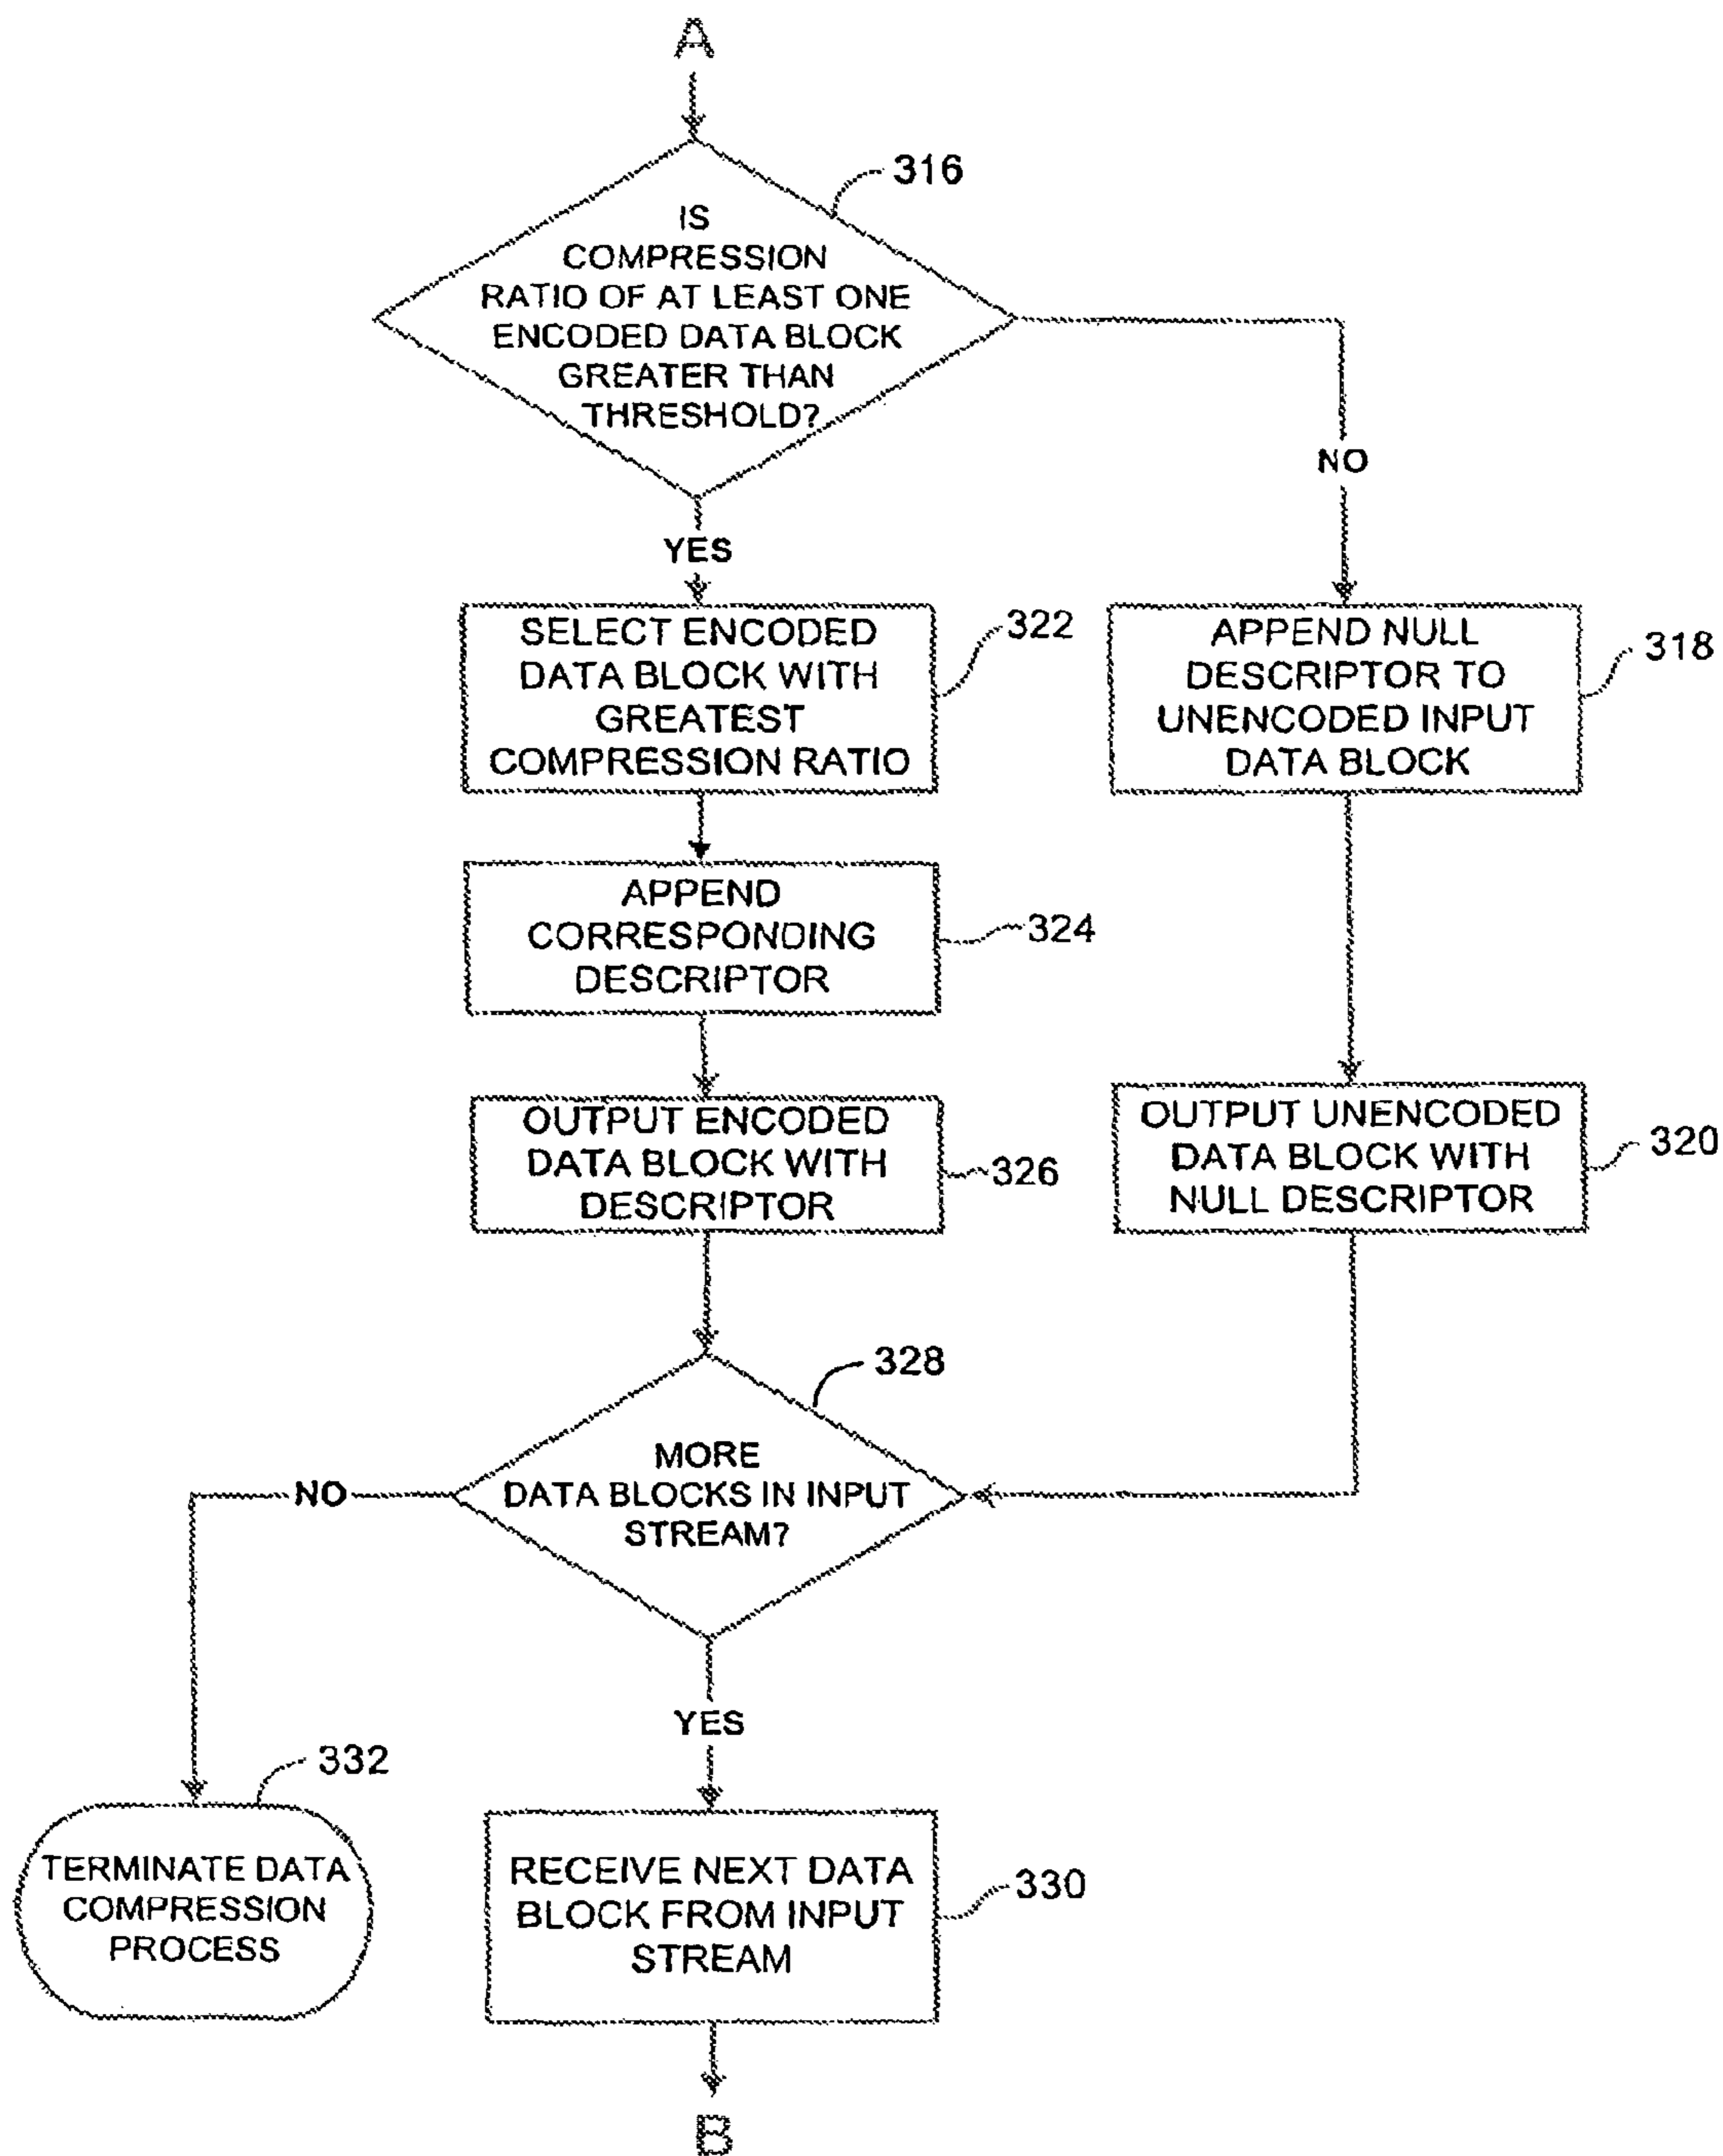 A
316
IS
COMPRESSION
RATIO OF AT LEAST ONE
ENCODED DATA BLOCK
GREATER THAN
THRESHOLD?
NO
YES
SELECT ENCODED
DATA BLOCK WITH
GREATEST
COMPRESSION RATIO
322
APPEND NULL
DESCRIPTOR TO
UNENCODED INPUT
DATA BLOCK
318
APPEND
CORRESPONDING
DESCRIPTOR
324
OUTPUT ENCODED
DATA BLOCK WITH
DESCRIPTOR
326
OUTPUT UNENCODED
DATA BLOCK WITH
NULL DESCRIPTOR
320
328
MORE
DATA BLOCKS IN INPUT
STREAM?
NO
YES
332
TERMINATE DATA
COMPRESSION
PROCESS
RECEIVE NEXT DATA
BLOCK FROM INPUT
STREAM
330
B